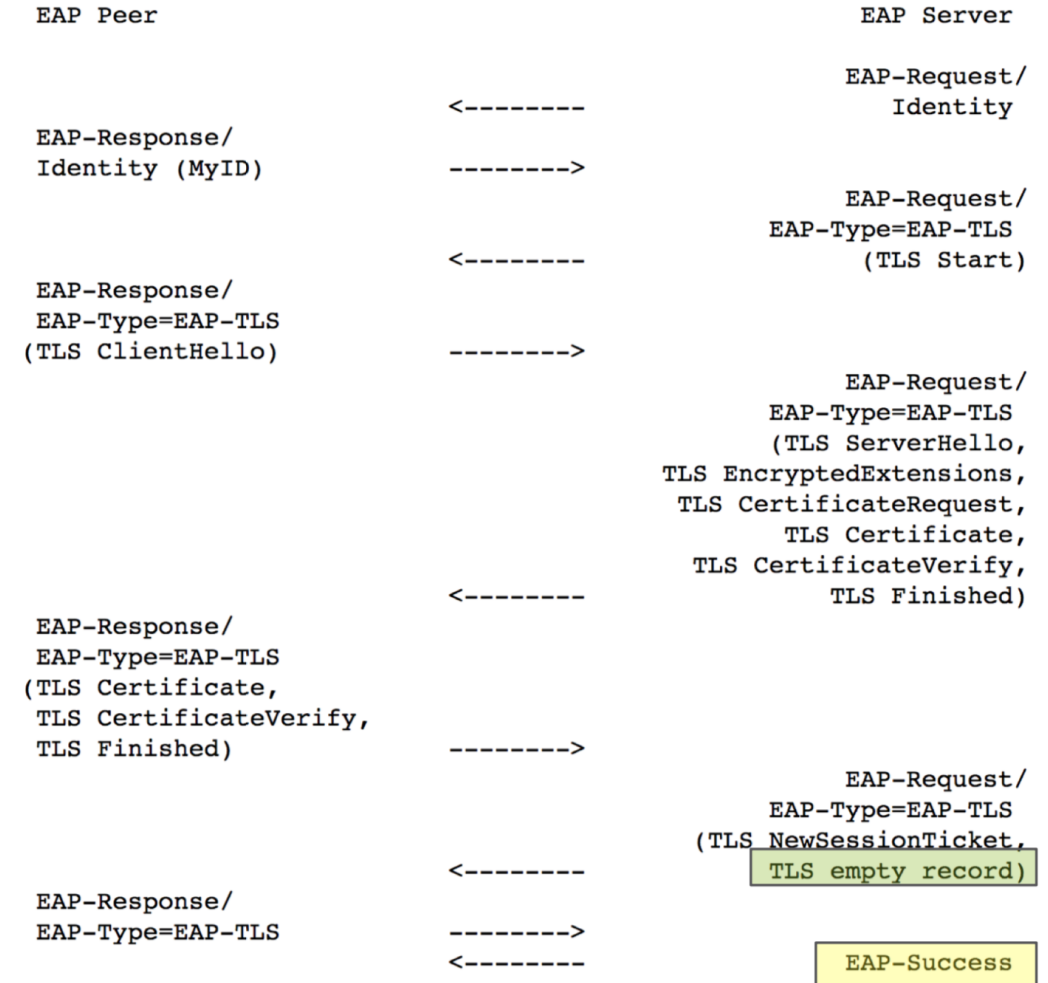 EAP Peer EAP Server
EAP-Request/
<-------- Identity
EAP-Response/
Identity (MyID) -------->
EAP-Request/
EAP-Type=EAP-TLS
<-------- (TLS Start)
EAP-Response/
EAP-Type=EAP-TLS
(TLS ClientHello) -------->
EAP-Request/
EAP-Type=EAP-TLS
(TLS ServerHello,
TLS EncryptedExtensions,
TLS CertificateRequest,
TLS Certificate,
TLS CertificateVerify,
<-------- TLS Finished)
EAP-Response/
EAP-Type=EAP-TLS
(TLS Certificate,
TLS CertificateVerify,
TLS Finished) -------->
EAP-Request/
EAP-Type=EAP-TLS
(TLS NewSessionTicket,
<-------- TLS empty record)
EAP-Response/
EAP-Type=EAP-TLS -------->
<-------- EAP-Success